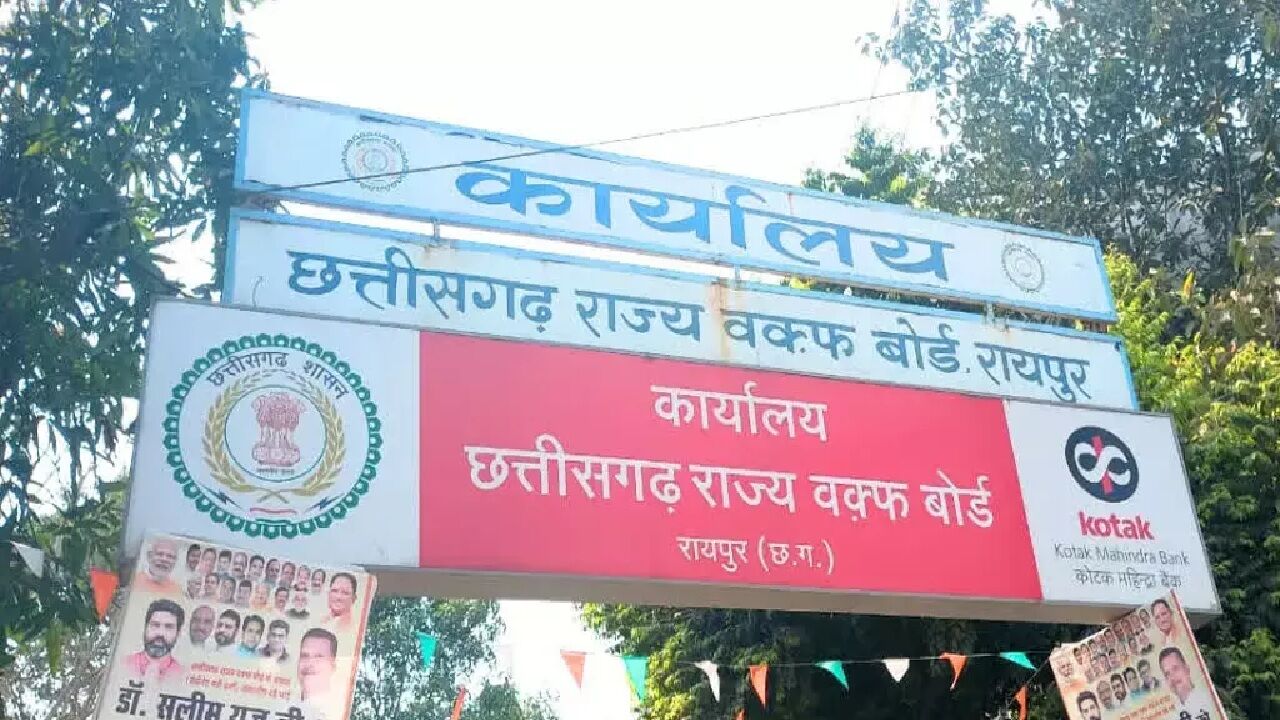 कार्यालय
छत्तीसगढ़ राज्य वक़्फ बोर्ड. रायपुर
छत्तीसगढ़ शासन
कार्यालय
छत्तीसगढ़ राज्य वक़्फ बोर्ड
रायपुर (छ.ग.)
kotak
Kotak Mahindra Bank
कोटक महिन्द्रा बैंक
डॉ. सलीम राज